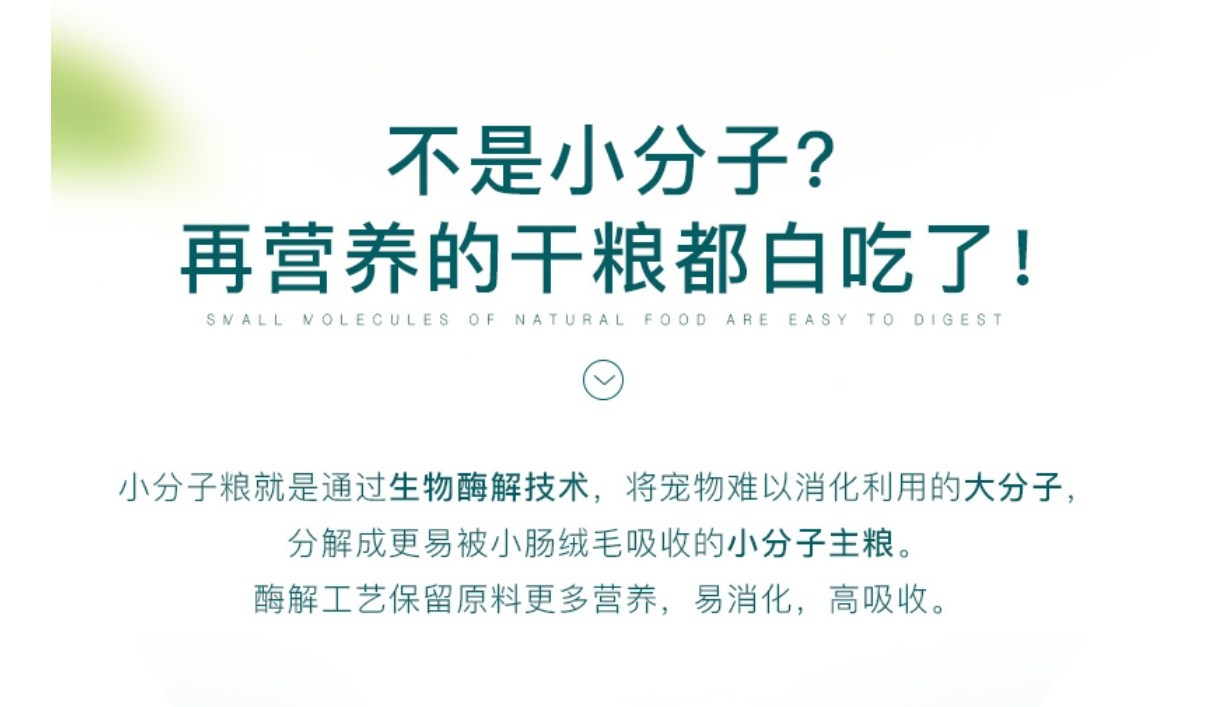 不是小分子？
再营养的干粮都白吃了！
SMALL MOLECULES OF NATURAL FOOD ARE EASY TO DIGEST
小分子粮就是通过生物酶解技术，将宠物难以消化利用的大分子，
分解成更易被小肠绒毛吸收的小分子主粮。
酶解工艺保留原料更多营养，易消化，高吸收。